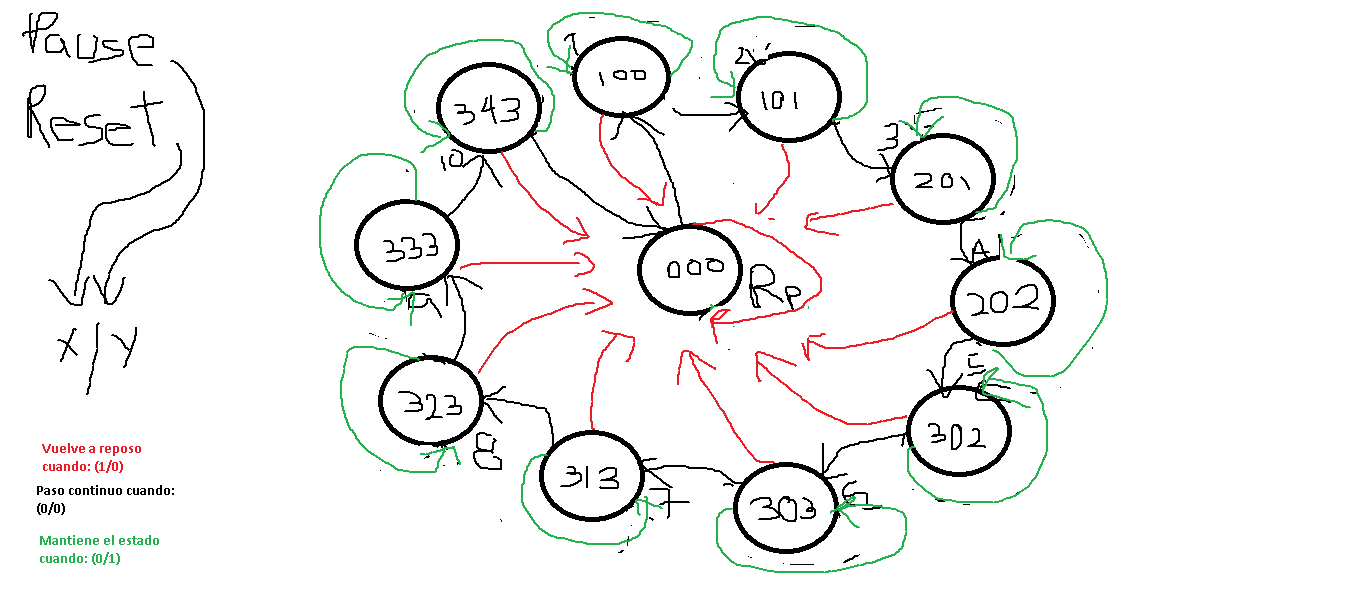 Pause
Reset
x/y
Vuelve a reposo
cuando: (1/0)
Paso continuo cuando:
(0/0)
Mantiene el estado
cuando: (0/1)
000
Rp
1
100
2
101
3
201
4
202
5
302
6
303
7
313
8
323
9
333
10
343